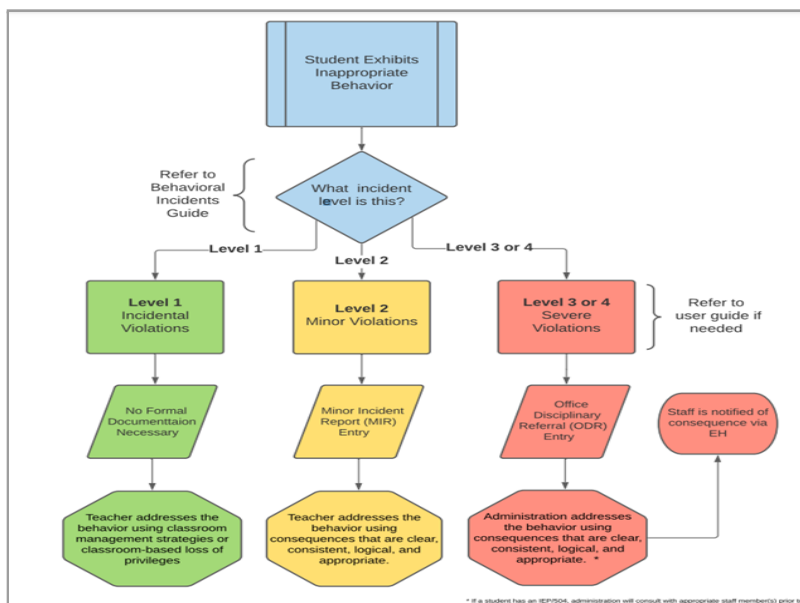 Student Exhibits
Inappropriate
Behavior
Refer to
Behavioral
Incidents
Guide
What incident
level is this?
Level 1
Level 2
Level 3 or 4
Level 1
Incidental
Violations
Level 2
Minor Violations
Level 3 or 4
Severe
Violations
Refer to
user guide if
needed
No Formal
Documenttaion
Necessary
Minor Incident
Report (MIR)
Entry
Office
Disciplinary
Referral (ODR)
Entry
Staff is notified of
consequence via
EH
Teacher addresses the
behavior using classroom
management strategies or
classroom-based loss of
privileges
Teacher addresses the
behavior using
consequences that are clear,
consistent, logical, and
appropriate.
Administration addresses
the behavior using
consequences that are clear,
consistent, logical, and
appropriate. *
* If a student has an IEP/504, administration will consult with appropriate staff member(s) prior